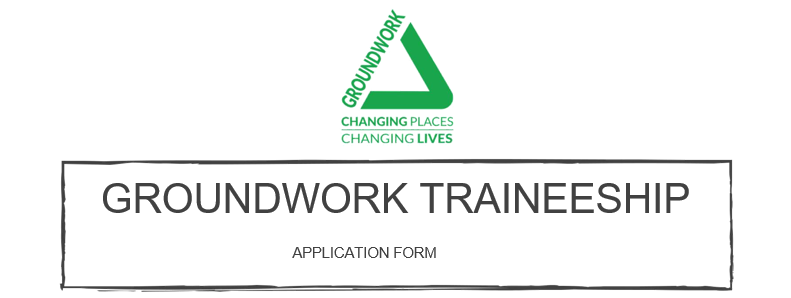 GROUNDWORK
CHANGING PLACES
CHANGING LIVES
GROUNDWORK TRAINEESHIP
APPLICATION FORM